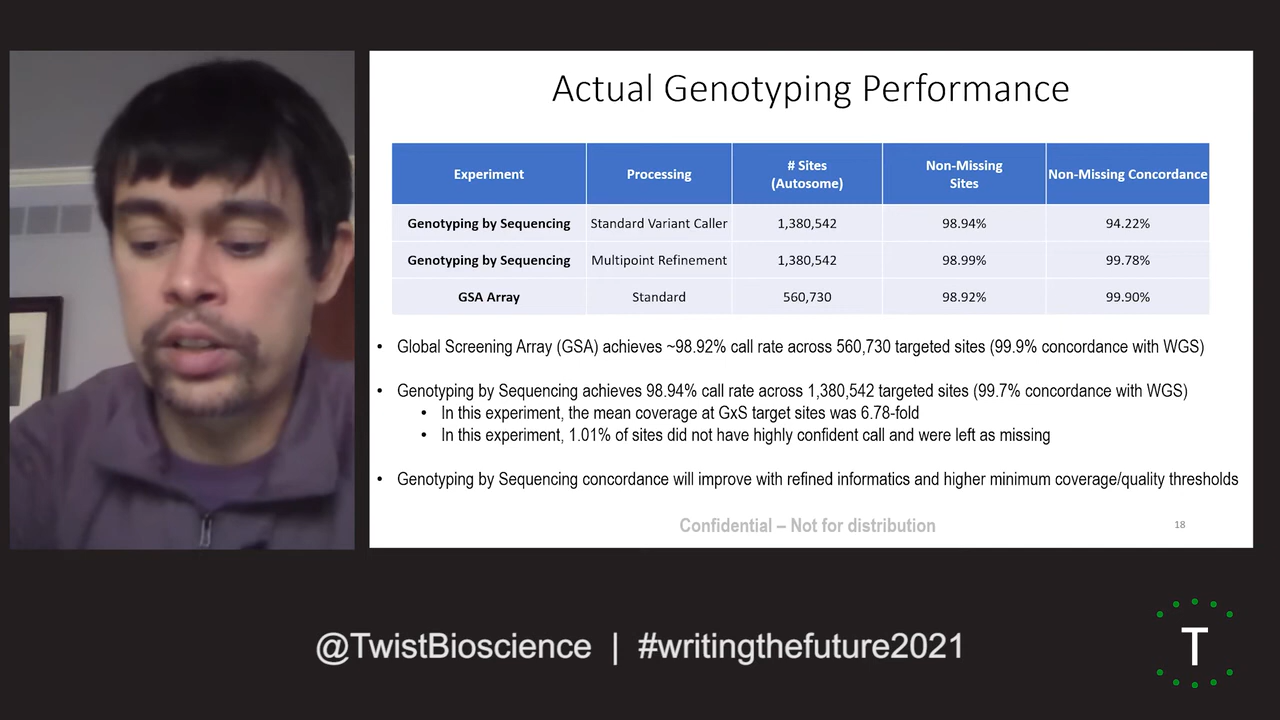 Actual Genotyping Performance
Experiment Processing # Sites (Autosome) Non-Missing Sites Non-Missing Concordance
Genotyping by Sequencing Standard Variant Caller 1,380,542 98.94% 94.22%
Genotyping by Sequencing Multipoint Refinement 1,380,542 98.99% 99.78%
GSA Array Standard 560,730 98.92% 99.90%
• Global Screening Array (GSA) achieves ~98.92% call rate across 560,730 targeted sites (99.9% concordance with WGS)
• Genotyping by Sequencing achieves 98.94% call rate across 1,380,542 targeted sites (99.7% concordance with WGS)
• In this experiment, the mean coverage at GxS target sites was 6.78-fold
• In this experiment, 1.01% of sites did not have highly confident call and were left as missing
• Genotyping by Sequencing concordance will improve with refined informatics and higher minimum coverage/quality thresholds
Confidential – Not for distribution
18
@TwistBioscience | #writingthefuture2021
T